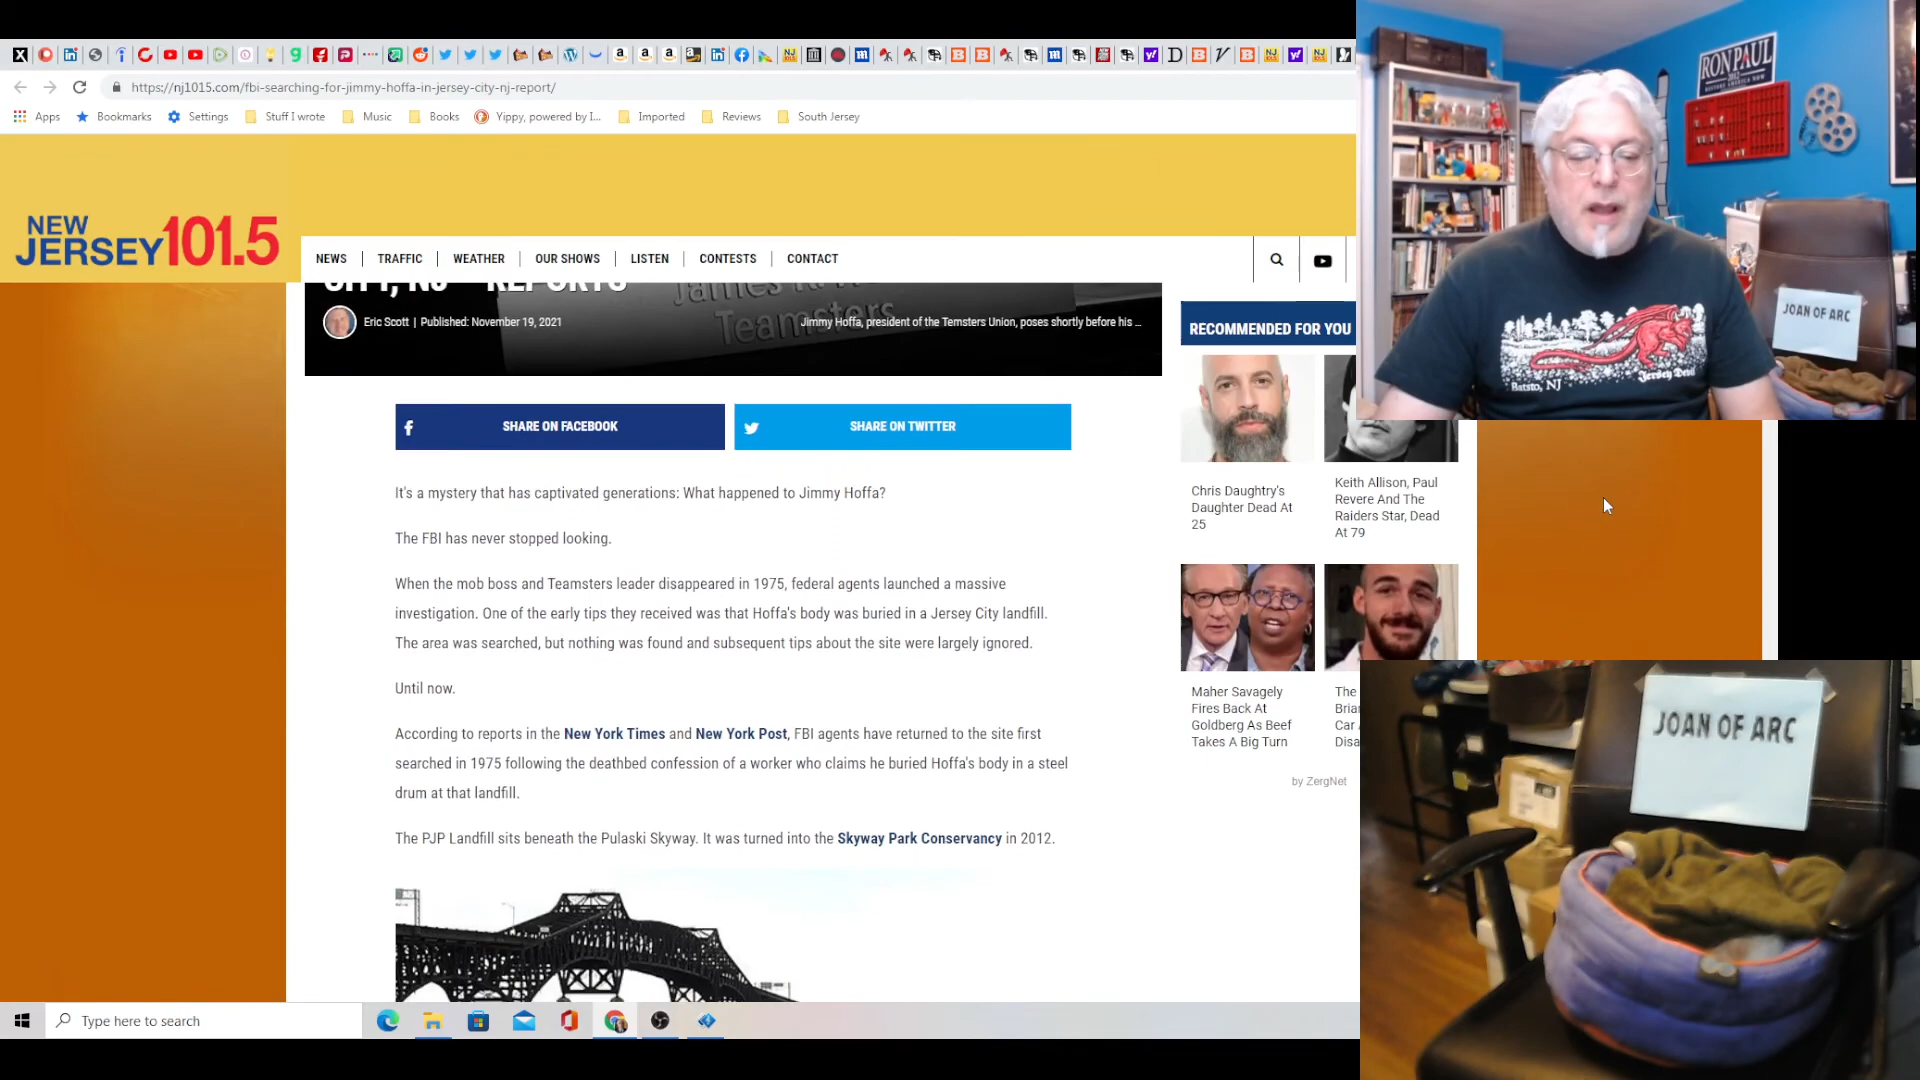 https://nj1015.com/fbi-searching-for-jimmy-hoffa-in-jersey-city-nj-report/
Apps Bookmarks Settings Stuff I wrote Music Books Yippy, powered by I... Imported Reviews South Jersey
NEW
JERSEY 101.5
NEWS TRAFFIC WEATHER OUR SHOWS LISTEN CONTESTS CONTACT
CITY, NJ – REPORTS
Teamsters
Eric Scott | Published: November 19, 2021
Jimmy Hoffa, president of the Temsters Union, poses shortly before his ...
SHARE ON FACEBOOK
SHARE ON TWITTER
It's a mystery that has captivated generations: What happened to Jimmy Hoffa?
The FBI has never stopped looking.
When the mob boss and Teamsters leader disappeared in 1975, federal agents launched a massive
investigation. One of the early tips they received was that Hoffa's body was buried in a Jersey City landfill.
The area was searched, but nothing was found and subsequent tips about the site were largely ignored.
Until now.
According to reports in the New York Times and New York Post, FBI agents have returned to the site first
searched in 1975 following the deathbed confession of a worker who claims he buried Hoffa's body in a steel
drum at that landfill.
The PJP Landfill sits beneath the Pulaski Skyway. It was turned into the Skyway Park Conservancy in 2012.
RECOMMENDED FOR YOU
Chris Daughtry's
Daughter Dead At
25
Keith Allison, Paul
Revere And The
Raiders Star, Dead
At 79
Maher Savagely
Fires Back At
Goldberg As Beef
Takes A Big Turn
The
Brian
Car
Disa
by ZergNet
RON PAUL
2012
RESTORE AMERICA NOW
JOAN OF ARC
Batsto, NJ
Jersey Devil
JOAN OF ARC
Type here to search